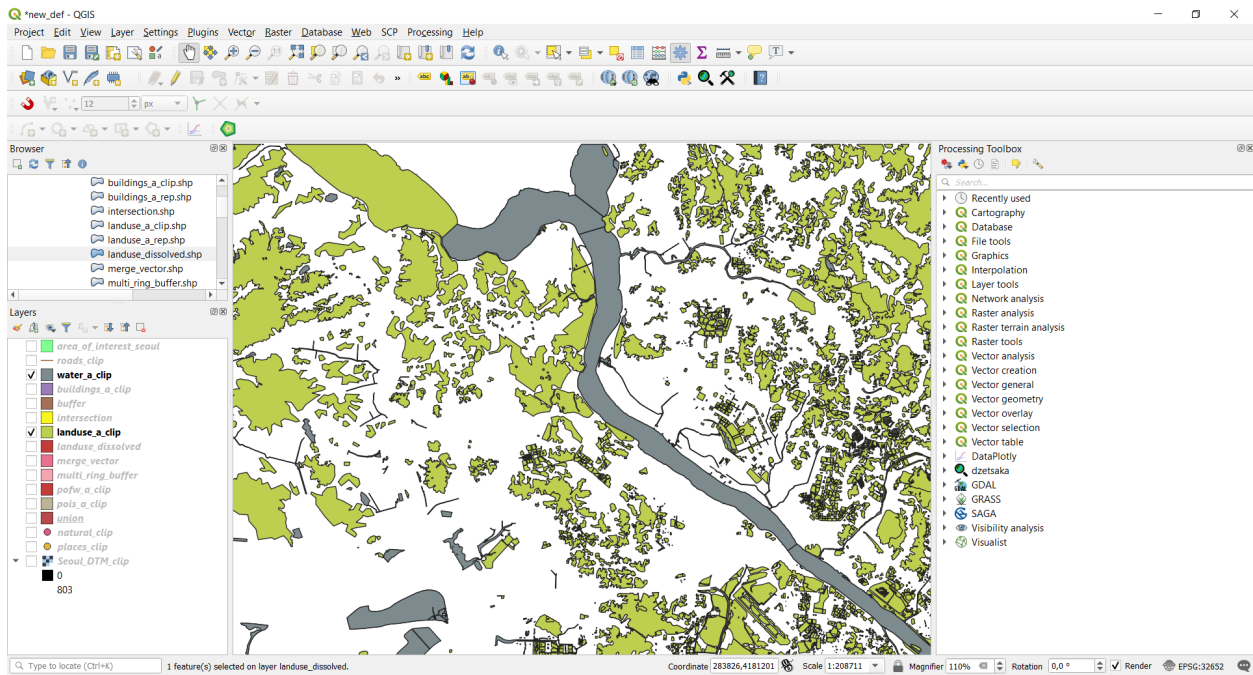 *new_def - QGIS
Project Edit View Layer Settings Plugins Vector Raster Database Web SCP Processing Help
12 px
Browser
buildings_a_clip.shp
buildings_a_rep.shp
intersection.shp
landuse_a_clip.shp
landuse_a_rep.shp
landuse_dissolved.shp
merge_vector.shp
multi_ring_buffer.shp
Layers
area_of_interest_seoul
roads_clip
water_a_clip
buildings_a_clip
buffer
intersection
landuse_a_clip
landuse_dissolved
merge_vector
multi_ring_buffer
pofw_a_clip
pois_a_clip
union
natural_clip
places_clip
Seoul_DTM_clip
0
803
Processing Toolbox
Search...
Recently used
Cartography
Database
File tools
Graphics
Interpolation
Layer tools
Network analysis
Raster analysis
Raster terrain analysis
Raster tools
Vector analysis
Vector creation
Vector general
Vector geometry
Vector overlay
Vector selection
Vector table
DataPlotly
dzetsaka
GDAL
GRASS
SAGA
Visibility analysis
Visualist
Type to locate (Ctrl+K) 1 feature(s) selected on layer landuse_dissolved. Coordinate 283826,4181201 Scale 1:208711 Magnifier 110% Rotation 0,0 ° Render EPSG:32652